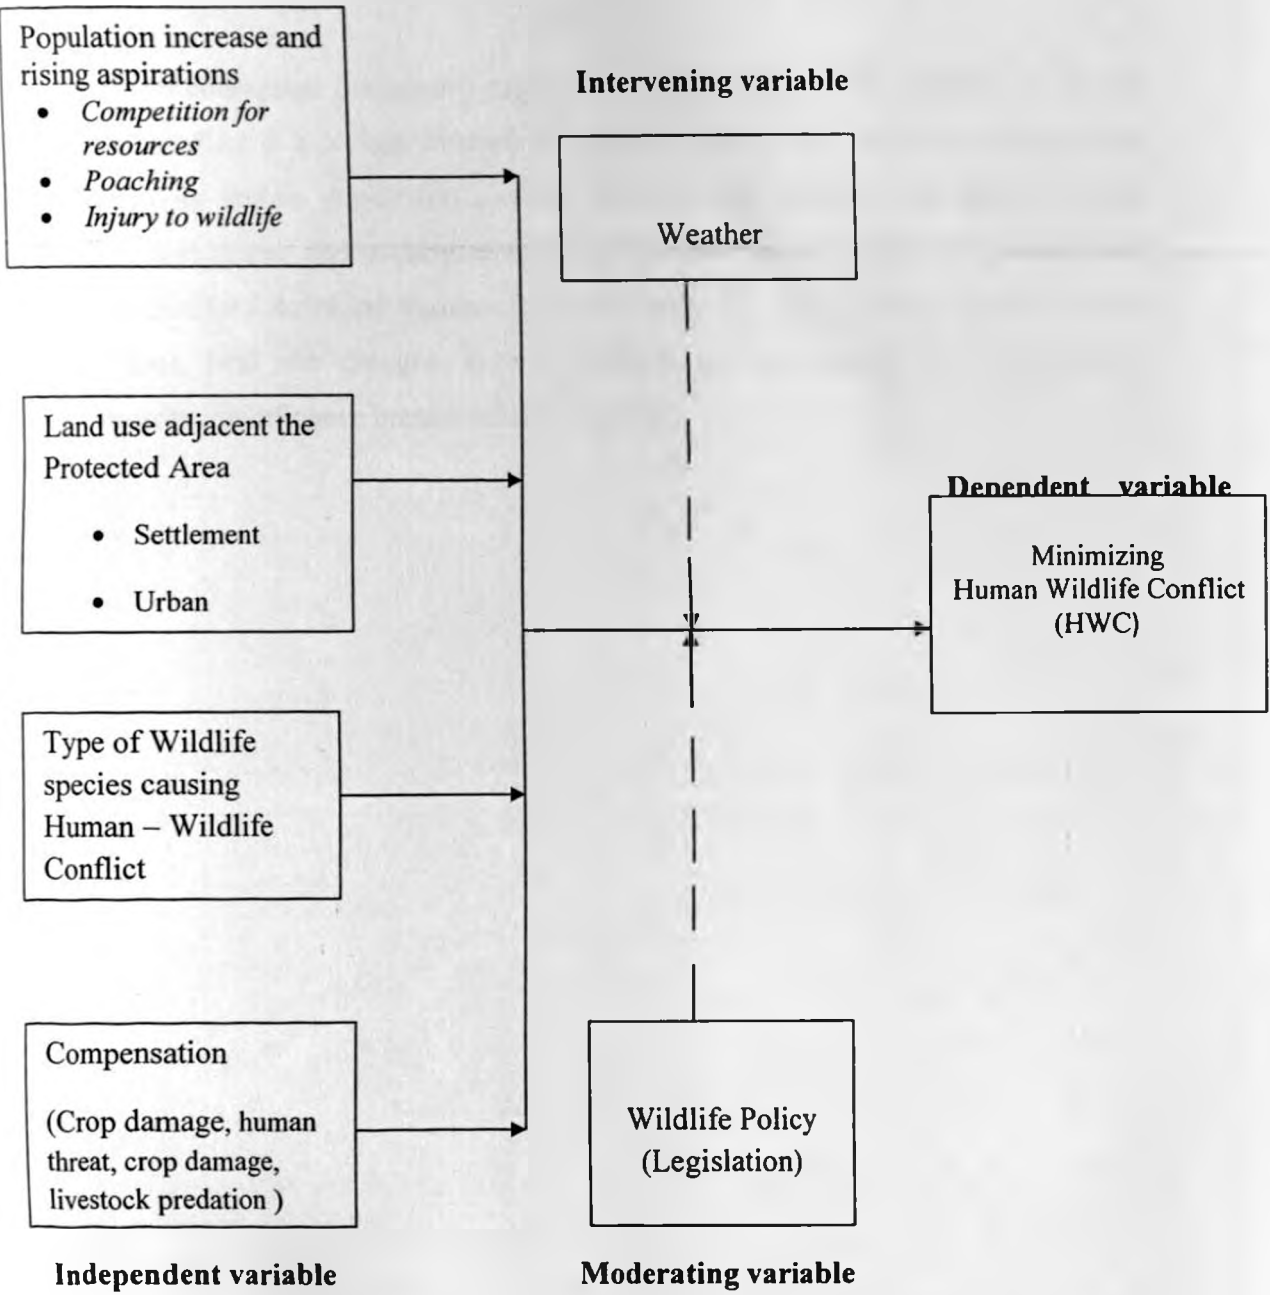 Population increase and
rising aspirations
• Competition for
resources
• Poaching
• Injury to wildlife
Intervening variable
Weather
Land use adjacent the
Protected Area
• Settlement
• Urban
Dependent variable
Minimizing
Human Wildlife Conflict
(HWC)
Type of Wildlife
species causing
Human – Wildlife
Conflict
Compensation
(Crop damage, human
threat, crop damage,
livestock predation )
Wildlife Policy
(Legislation)
Independent variable
Moderating variable